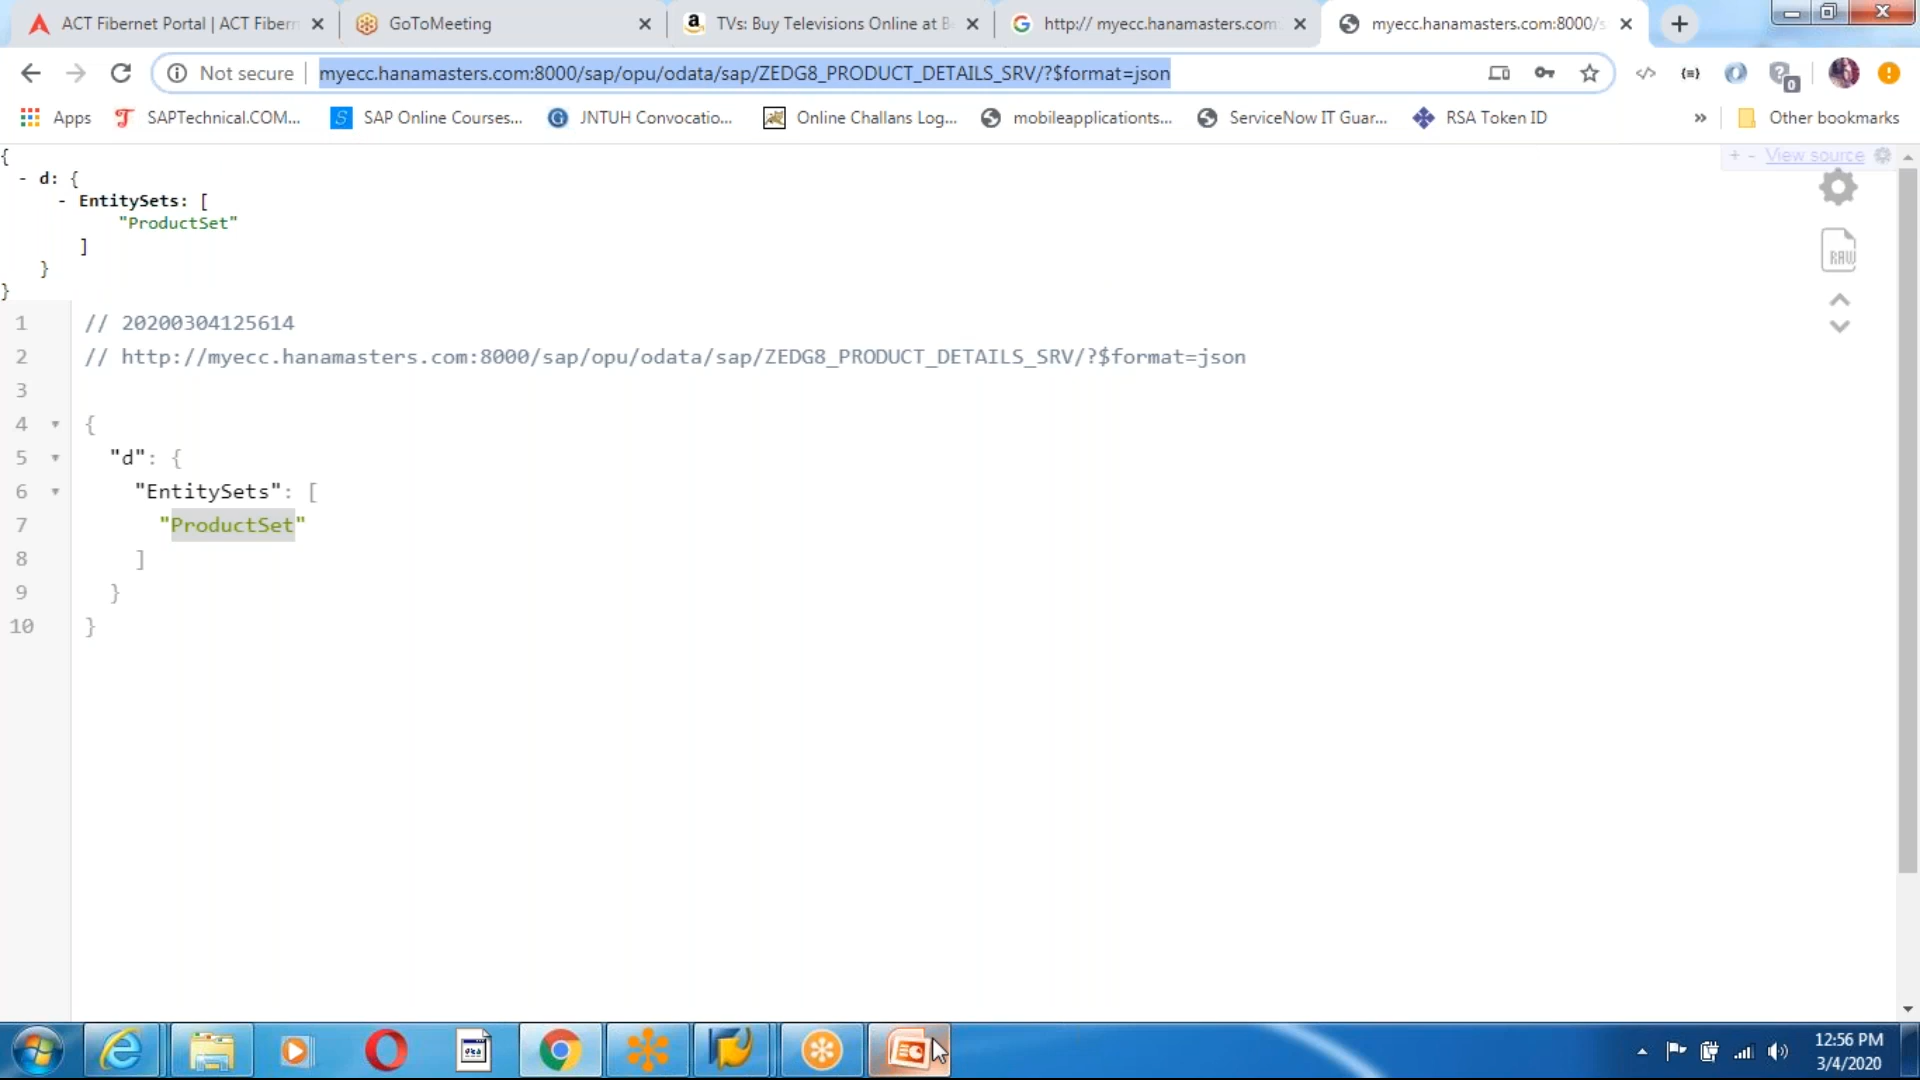 ACT Fibernet Portal | ACT Fibern
GoToMeeting
TVs: Buy Televisions Online at B
http:// myecc.hanamasters.com:
myecc.hanamasters.com:8000/s
Not secure
myecc.hanamasters.com:8000/sap/opu/odata/sap/ZEDG8_PRODUCT_DETAILS_SRV/?$format=json
Apps
SAPTechnical.COM...
SAP Online Courses...
JNTUH Convocatio...
Online Challans Log...
mobileapplicationts...
ServiceNow IT Guar...
RSA Token ID
»
Other bookmarks
{
- d: {
- EntitySets: [
"ProductSet"
]
}
}
+ - View source
RAW
1 // 20200304125614
2 // http://myecc.hanamasters.com:8000/sap/opu/odata/sap/ZEDG8_PRODUCT_DETAILS_SRV/?$format=json
3
4 {
5 "d": {
6 "EntitySets": [
7 "ProductSet"
8 ]
9 }
10 }
12:56 PM
3/4/2020